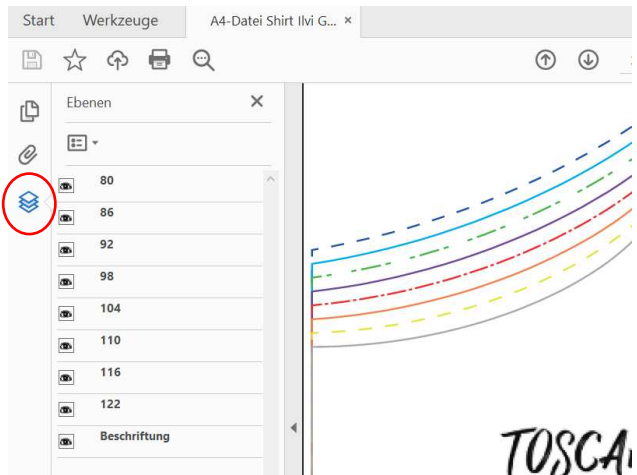 Start Werkzeuge A4-Datei Shirt Ilvi G... ×
Ebenen
80
86
92
98
104
110
116
122
Beschriftung